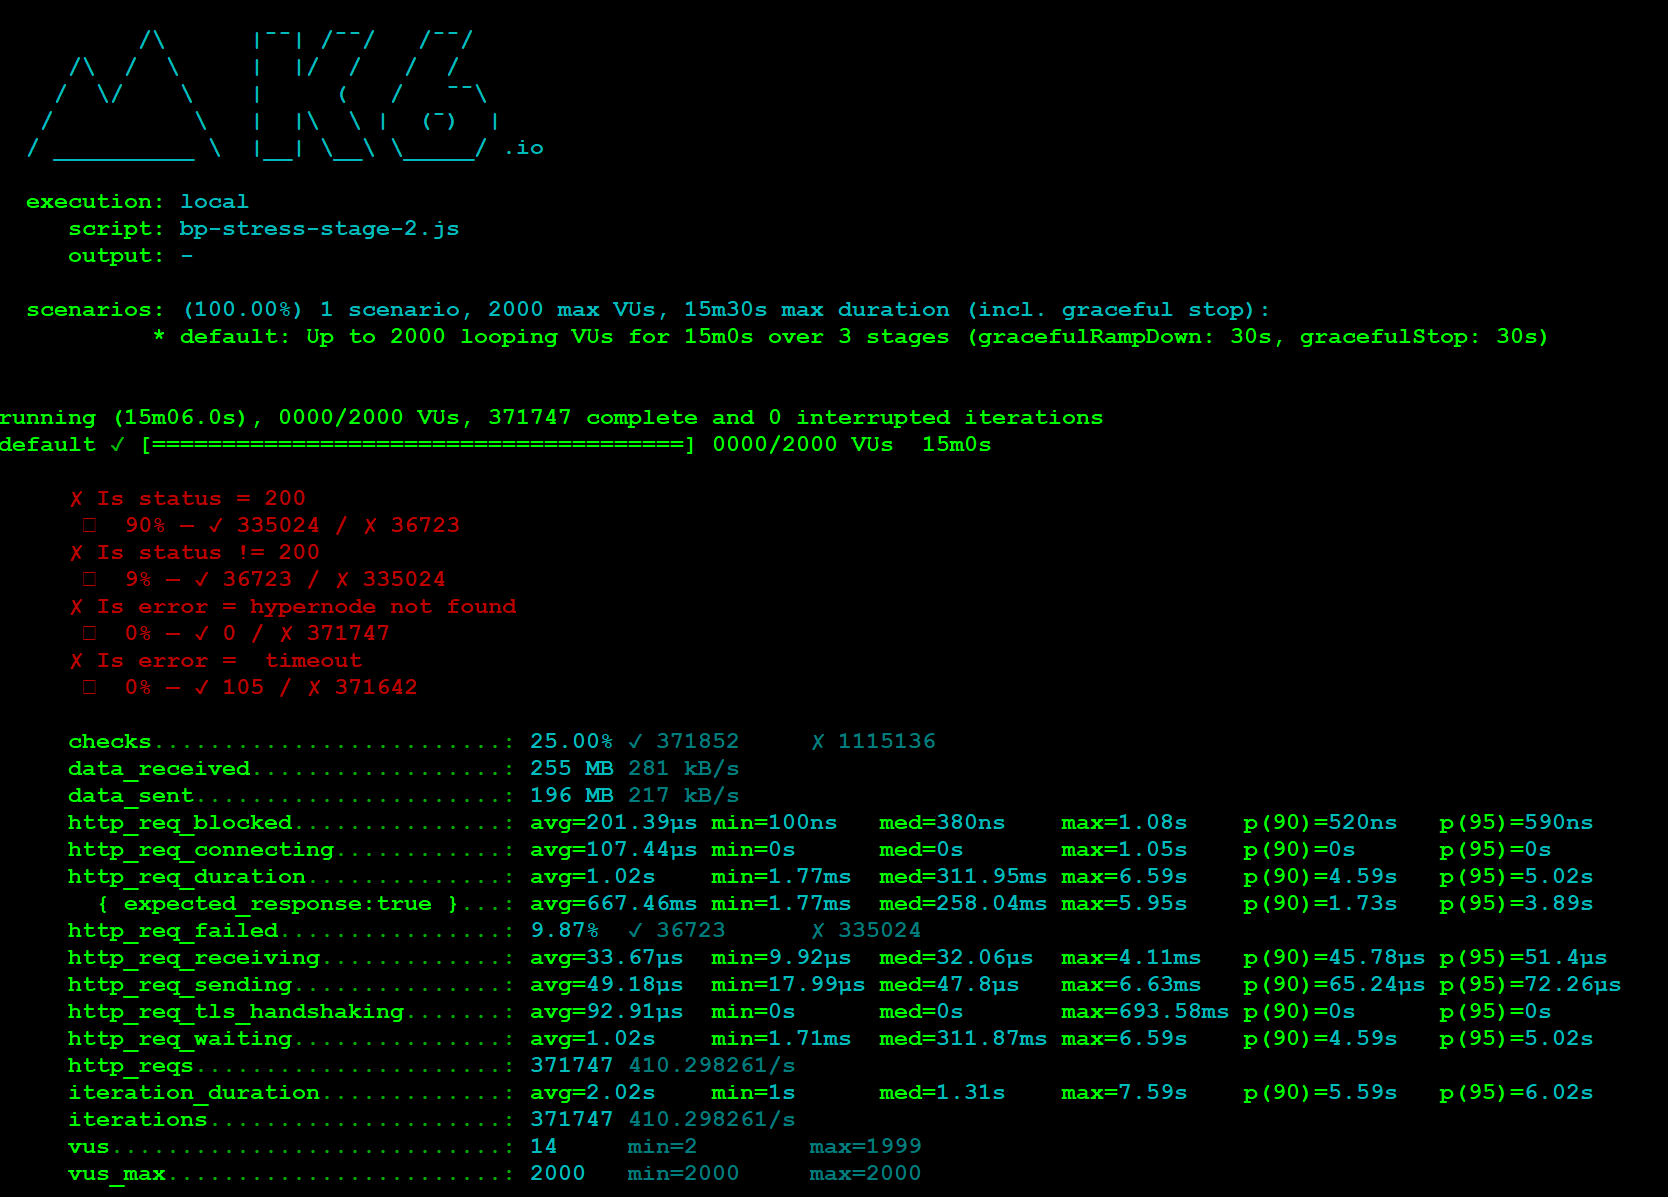 /\      |‾‾| /‾‾/   /‾‾/
     /\  /  \     |  |/  /   /  /
    /  \/    \    |     (   /   ‾‾\
   /          \   |  |\  \ |  (‾)  |
  / __________ \  |__| \__\ \_____/ .io
execution: local
script: bp-stress-stage-2.js
output: -
scenarios: (100.00%) 1 scenario, 2000 max VUs, 15m30s max duration (incl. graceful stop):
* default: Up to 2000 looping VUs for 15m0s over 3 stages (gracefulRampDown: 30s, gracefulStop: 30s)
running (15m06.0s), 0000/2000 VUs, 371747 complete and 0 interrupted iterations
default ✓ [======================================] 0000/2000 VUs  15m0s
✗ Is status = 200
□  90% — ✓ 335024 / ✗ 36723
✗ Is status != 200
□  9% — ✓ 36723 / ✗ 335024
✗ Is error = hypernode not found
□  0% — ✓ 0 / ✗ 371747
✗ Is error =  timeout
□  0% — ✓ 105 / ✗ 371642
checks.........................: 25.00% ✓ 371852     ✗ 1115136
data_received..................: 255 MB 281 kB/s
data_sent......................: 196 MB 217 kB/s
http_req_blocked...............: avg=201.39µs min=100ns   med=380ns    max=1.08s    p(90)=520ns   p(95)=590ns
http_req_connecting............: avg=107.44µs min=0s      med=0s       max=1.05s    p(90)=0s      p(95)=0s
http_req_duration..............: avg=1.02s    min=1.77ms  med=311.95ms max=6.59s    p(90)=4.59s   p(95)=5.02s
{ expected_response:true }...: avg=667.46ms min=1.77ms  med=258.04ms max=5.95s    p(90)=1.73s   p(95)=3.89s
http_req_failed................: 9.87%  ✓ 36723      ✗ 335024
http_req_receiving.............: avg=33.67µs  min=9.92µs  med=32.06µs  max=4.11ms   p(90)=45.78µs p(95)=51.4µs
http_req_sending...............: avg=49.18µs  min=17.99µs med=47.8µs   max=6.63ms   p(90)=65.24µs p(95)=72.26µs
http_req_tls_handshaking.......: avg=92.91µs  min=0s      med=0s       max=693.58ms p(90)=0s      p(95)=0s
http_req_waiting...............: avg=1.02s    min=1.71ms  med=311.87ms max=6.59s    p(90)=4.59s   p(95)=5.02s
http_reqs......................: 371747 410.298261/s
iteration_duration.............: avg=2.02s    min=1s      med=1.31s    max=7.59s    p(90)=5.59s   p(95)=6.02s
iterations.....................: 371747 410.298261/s
vus............................: 14     min=2        max=1999
vus_max........................: 2000   min=2000     max=2000